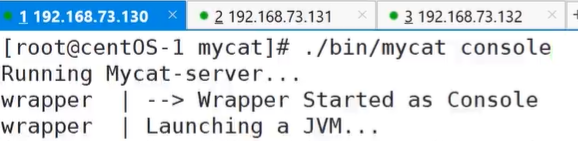 1 192.168.73.130 × 2 192.168.73.131 × 3 192.168.73.132 × +
[root@centOS-1 mycat]# ./bin/mycat console
Running Mycat-server...
wrapper  | --> Wrapper Started as Console
wrapper  | Launching a JVM...